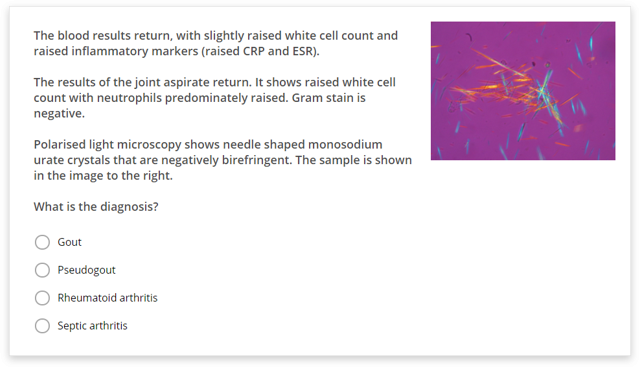 The blood results return, with slightly raised white cell count and
raised inflammatory markers (raised CRP and ESR).
The results of the joint aspirate return. It shows raised white cell
count with neutrophils predominately raised. Gram stain is
negative.
Polarised light microscopy shows needle shaped monosodium
urate crystals that are negatively birefringent. The sample is shown
in the image to the right.
What is the diagnosis?
Gout
Pseudogout
Rheumatoid arthritis
Septic arthritis